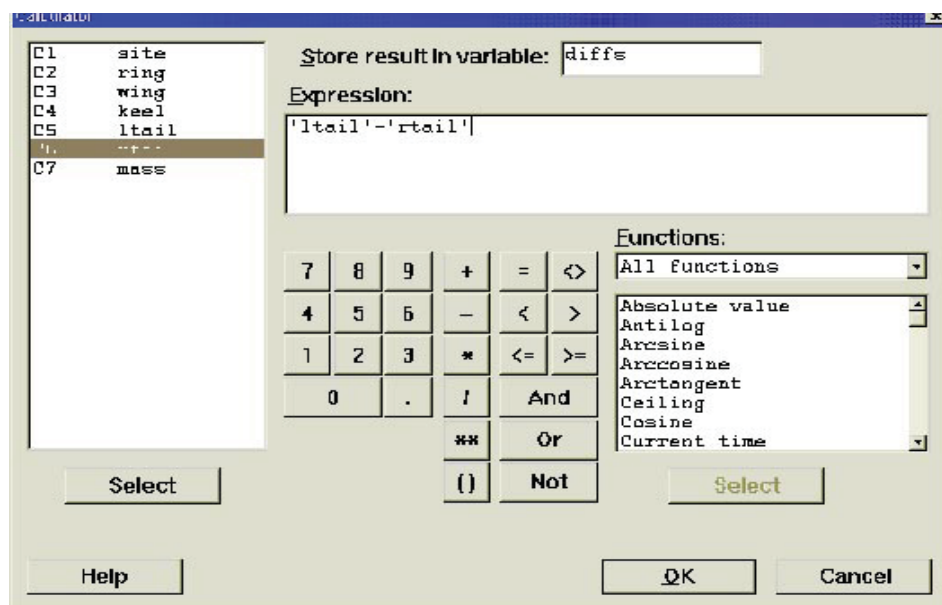 Calculator
C1 site
C2 ring
C3 wing
C4 keel
C5 ltail
C7 mass
Select
Store result in variable: diffs
Expression:
'ltail'-'rtail'
7 8 9 + = <>
4 5 6 – < >
1 2 3 * <= >=
0 . / And
** Or
() Not
Functions:
All functions
Absolute value
Antilog
Arcsine
Arccosine
Arctangent
Ceiling
Cosine
Current time
Select
Help
OK
Cancel